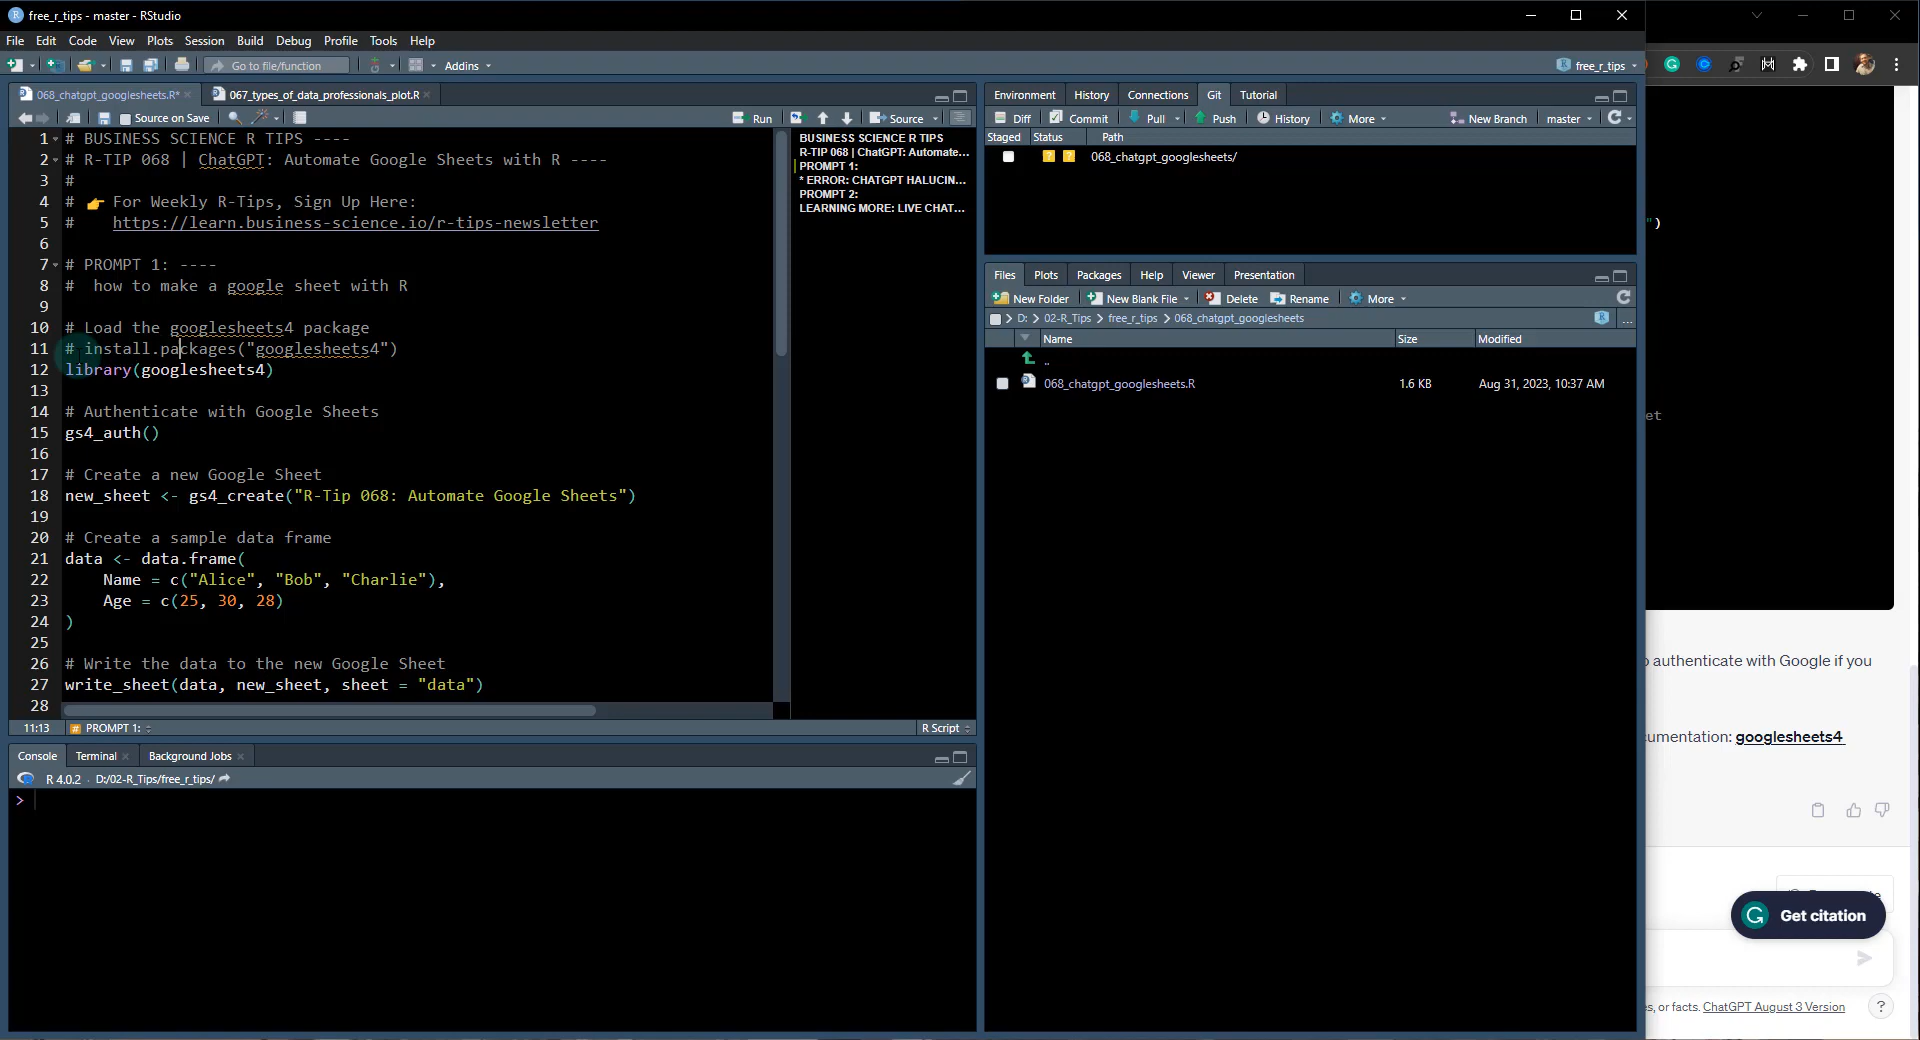 free_r_tips - master - RStudio
File Edit Code View Plots Session Build Debug Profile Tools Help
Go to file/function Addins free_r_tips
068_chatgpt_googlesheets.R* 067_types_of_data_professionals_plot.R
Source on Save Run Source
1 # BUSINESS SCIENCE R TIPS ----
2 # R-TIP 068 | ChatGPT: Automate Google Sheets with R ----
3 #
4 # 👉 For Weekly R-Tips, Sign Up Here:
5 # https://learn.business-science.io/r-tips-newsletter
6
7 # PROMPT 1: ----
8 # how to make a google sheet with R
9
10 # Load the googlesheets4 package
11 # install.packages("googlesheets4")
12 library(googlesheets4)
13
14 # Authenticate with Google Sheets
15 gs4_auth()
16
17 # Create a new Google Sheet
18 new_sheet <- gs4_create("R-Tip 068: Automate Google Sheets")
19
20 # Create a sample data frame
21 data <- data.frame(
22 Name = c("Alice", "Bob", "Charlie"),
23 Age = c(25, 30, 28)
24 )
25
26 # Write the data to the new Google Sheet
27 write_sheet(data, new_sheet, sheet = "data")
28
BUSINESS SCIENCE R TIPS
R-TIP 068 | ChatGPT: Automate...
PROMPT 1:
* ERROR: CHATGPT HALUCIN...
PROMPT 2:
LEARNING MORE: LIVE CHAT...
11:13 # PROMPT 1: R Script
Console Terminal Background Jobs
R 4.0.2 · D:/02-R_Tips/free_r_tips/
>
Environment History Connections Git Tutorial
Diff Commit Pull Push History More New Branch master
Staged Status Path
? ? 068_chatgpt_googlesheets/
Files Plots Packages Help Viewer Presentation
New Folder New Blank File Delete Rename More
D: 02-R_Tips free_r_tips 068_chatgpt_googlesheets ...
Name Size Modified
..
068_chatgpt_googlesheets.R 1.6 KB Aug 31, 2023, 10:37 AM
")
et
o authenticate with Google if you
cumentation: googlesheets4
Get citation
es, or facts. ChatGPT August 3 Version
?